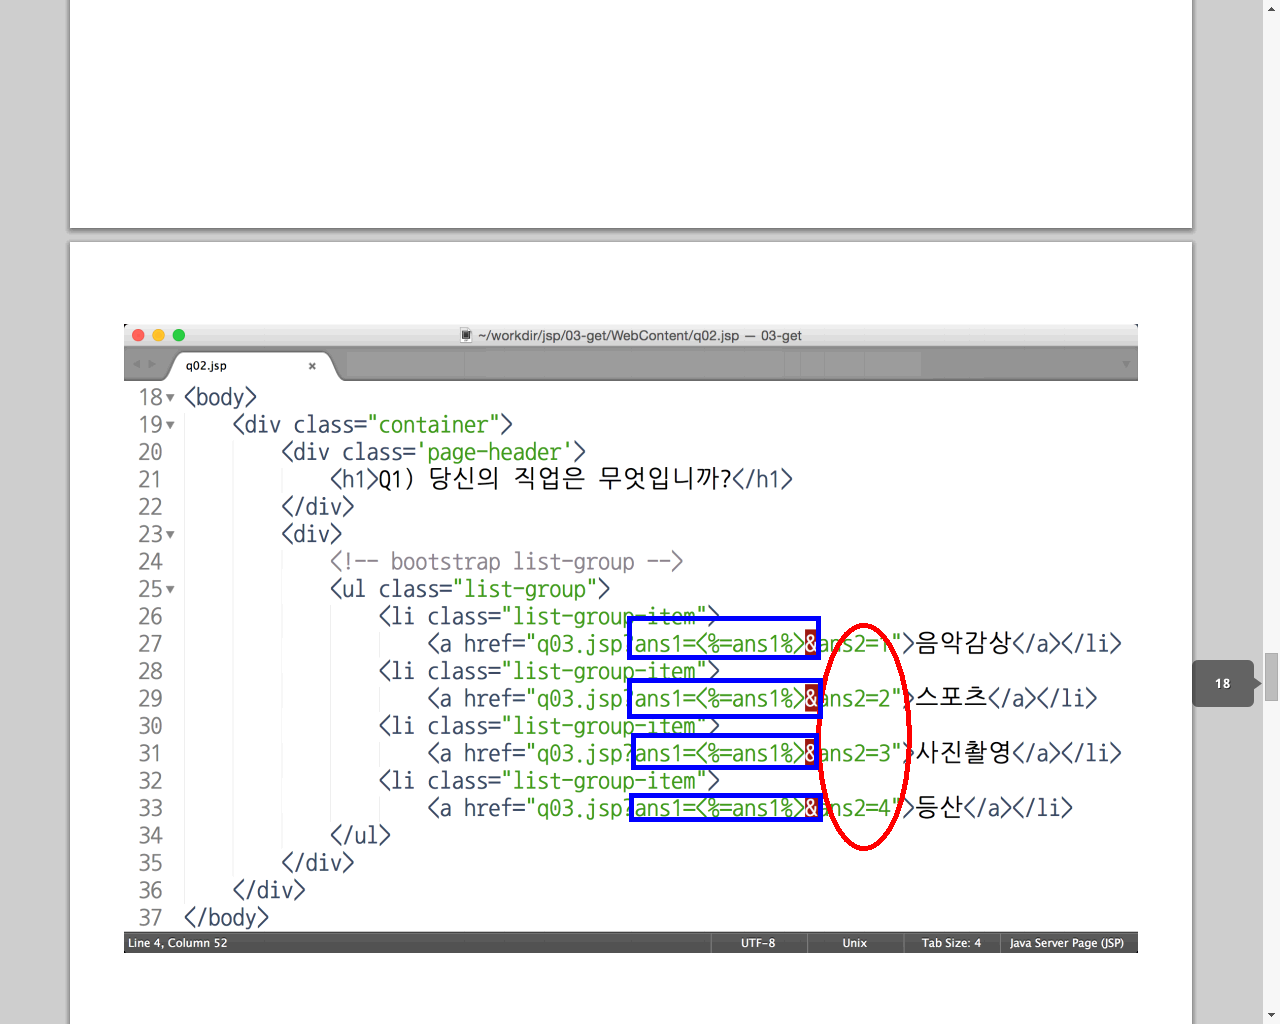 ~/workdir/jsp/03-get/WebContent/q02.jsp — 03-get
q02.jsp ×
18 <body>
19 <div class="container">
20 <div class='page-header'>
21 <h1>Q1) 당신의 직업은 무엇입니까?</h1>
22 </div>
23 <div>
24 <!-- bootstrap list-group -->
25 <ul class="list-group">
26 <li class="list-group-item">
27 <a href="q03.jsp?ans1=<%=ans1%>&ans2=1">음악감상</a></li>
28 <li class="list-group-item">
29 <a href="q03.jsp?ans1=<%=ans1%>&ans2=2">스포츠</a></li>
30 <li class="list-group-item">
31 <a href="q03.jsp?ans1=<%=ans1%>&ans2=3">사진촬영</a></li>
32 <li class="list-group-item">
33 <a href="q03.jsp?ans1=<%=ans1%>&ans2=4">등산</a></li>
34 </ul>
35 </div>
36 </div>
37 </body>
Line 4, Column 52 UTF-8 Unix Tab Size: 4 Java Server Page (JSP)
18